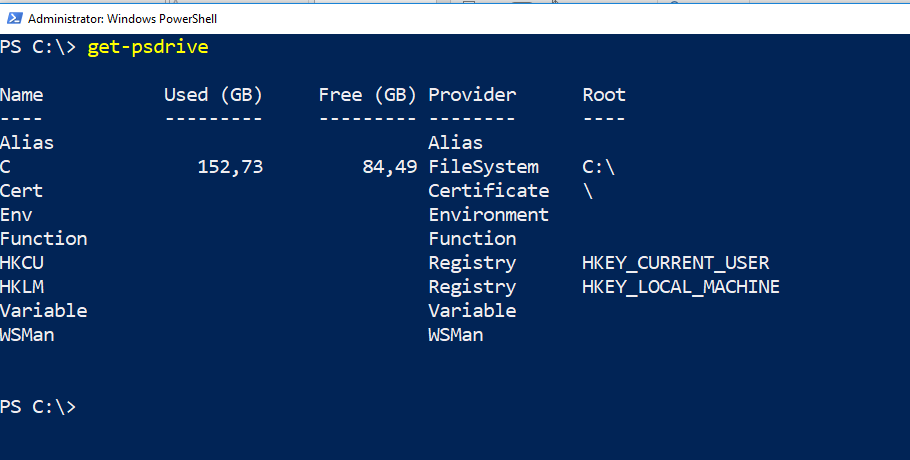 Administrator: Windows PowerShell
PS C:\> get-psdrive
Name Used (GB) Free (GB) Provider Root
---- --------- --------- -------- ----
Alias Alias
C 152,73 84,49 FileSystem C:\
Cert Certificate \
Env Environment
Function Function
HKCU Registry HKEY_CURRENT_USER
HKLM Registry HKEY_LOCAL_MACHINE
Variable Variable
WSMan WSMan
PS C:\>